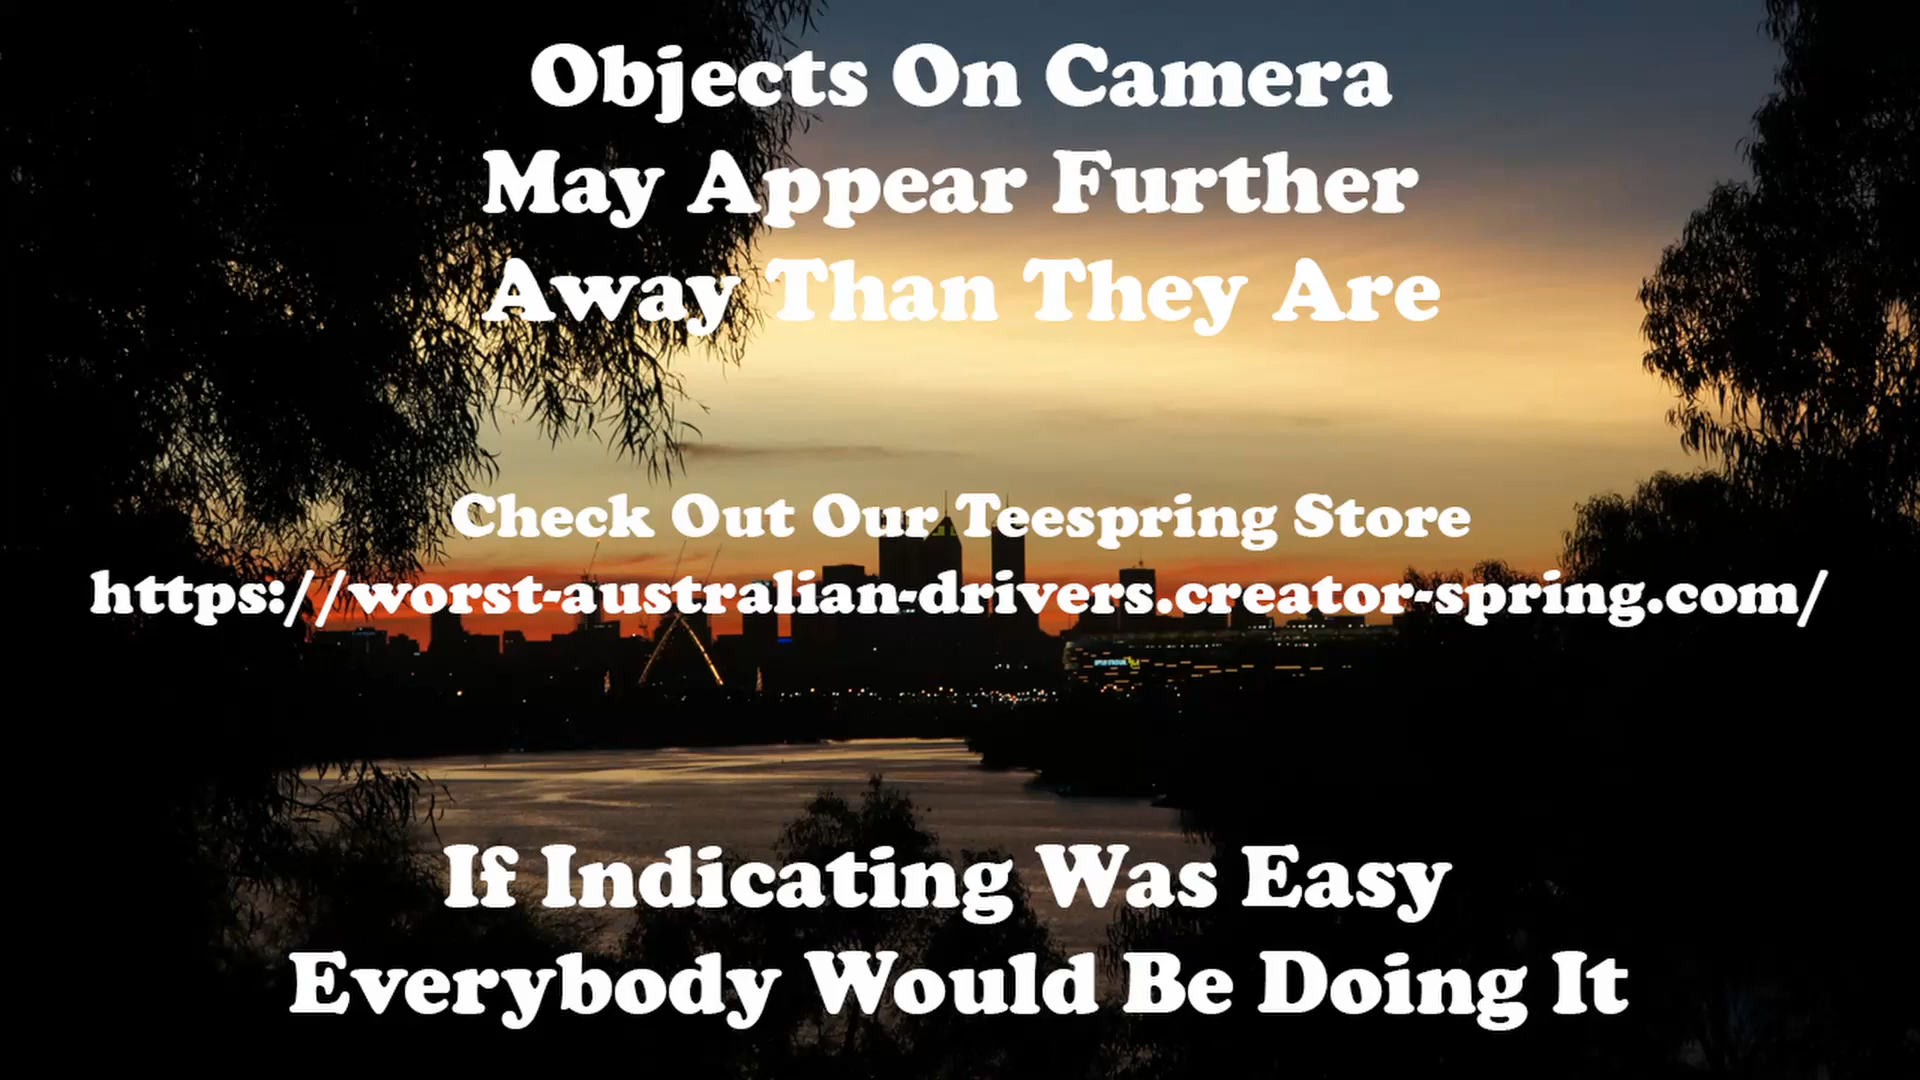 Objects On Camera
May Appear Further
Away Than They Are
Check Out Our Teespring Store
https://worst-australian-drivers.creator-spring.com/
If Indicating Was Easy
Everybody Would Be Doing It